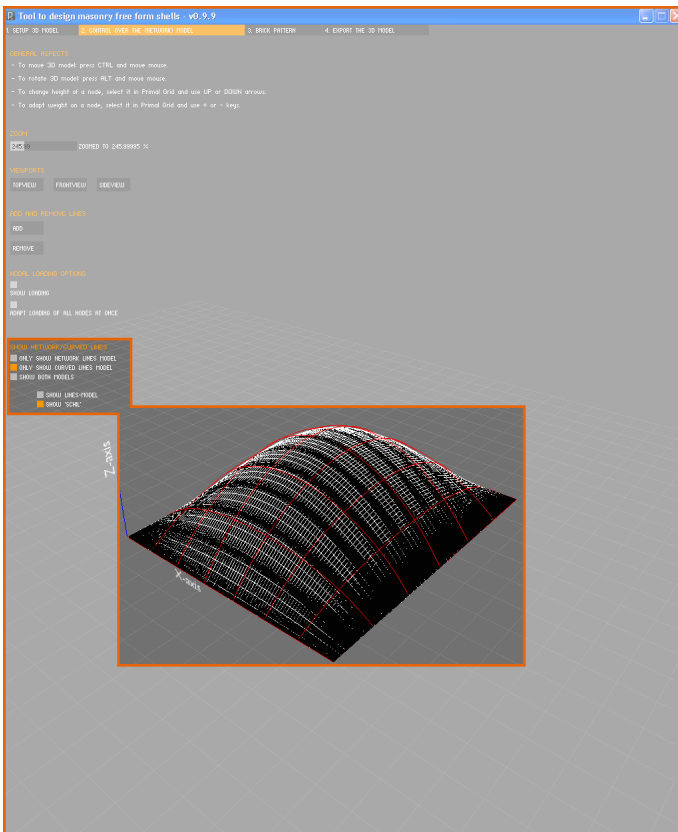 Tool to design masonry free form shells - v0.9.9
1. SETUP 3D MODEL 2. CONTROL OVER THE (NETWORK) MODEL 3. BRICK PATTERN 4. EXPORT THE 3D MODEL
GENERAL ASPECTS
- To move 3D model press CTRL and move mouse.
- To rotate 3D model press ALT and move mouse.
- To change height of a node, select it in Primal Grid and use UP or DOWN arrows.
- To adapt weight on a node, select it in Primal Grid and use + or - keys.
ZOOM
245.99 ZOOMED TO 245.99995 %
VIEWPORTS
TOPVIEW FRONTVIEW SIDEVIEW
ADD AND REMOVE LINES
ADD
REMOVE
NODAL LOADING OPTIONS
SHOW LOADING
ADAPT LOADING OF ALL NODES AT ONCE
SHOW NETWORK/CURVED LINES
ONLY SHOW NETWORK LINES MODEL
ONLY SHOW CURVED LINES MODEL
SHOW BOTH MODELS
SHOW LINES-MODEL
SHOW 'SCHIL'
Z-axis
X-axis